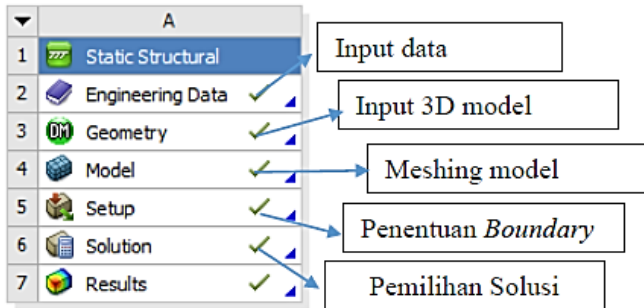 A
1 Static Structural
2 Engineering Data
3 Geometry
4 Model
5 Setup
6 Solution
7 Results
DM
Input data
Input 3D model
Meshing model
Penentuan Boundary
Pemilihan Solusi